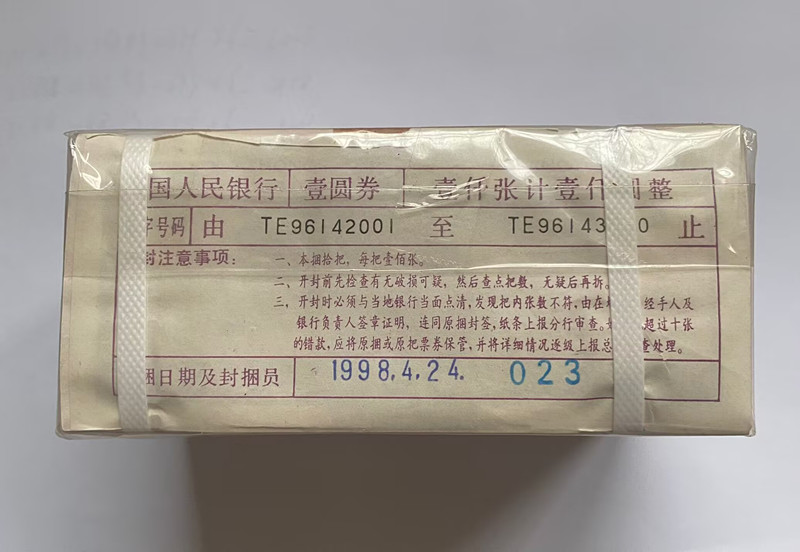 国人民银行 壹圆券 壹仟张计壹仟圆整
字号码 由 TE96142001 至 TE96143 0 止
封注意事项：
一、本捆拾把，每把壹佰张。
二、开封前先检查有无破损可疑，然后查点把数，无疑后再拆。
三、开封时必须与当地银行当面点清，发现把内张数不符，由在 经手人及
银行负责人签章证明，连同原捆封签，纸条上报分行审查。 超过十张
的错款，应将原捆或原把票券保管，并将详细情况逐级上报总 查处理。
捆日期及封捆员 1998.4.24. 023